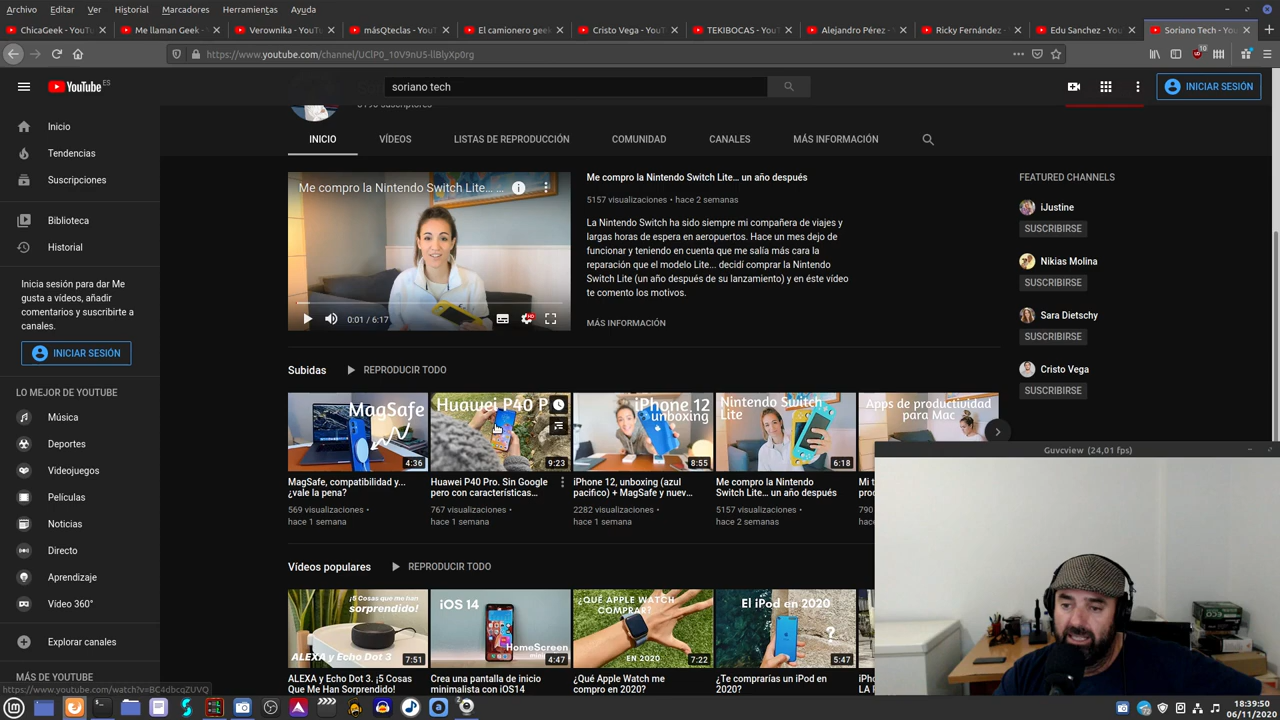 Archivo Editar Ver Historial Marcadores Herramientas Ayuda
ChicaGeek - YouTu
Me llaman Geek - Yo
Verownika - YouTu
másQteclas - YouT
El camionero geek
Cristo Vega - YouT
TEKIBOCAS - YouTu
Alejandro Pérez - Yo
Ricky Fernández -
Edu Sanchez - YouT
Soriano Tech - You
https://www.youtube.com/channel/UClP0_10V9nU5-llBlyXp0rg
YouTube ES
soriano tech
INICIAR SESIÓN
INICIO VÍDEOS LISTAS DE REPRODUCCIÓN COMUNIDAD CANALES MÁS INFORMACIÓN
Inicio
Tendencias
Suscripciones
Biblioteca
Historial
Inicia sesión para dar Me
gusta a vídeos, añadir
comentarios y suscribirte a
canales.
INICIAR SESIÓN
LO MEJOR DE YOUTUBE
Música
Deportes
Videojuegos
Películas
Noticias
Directo
Aprendizaje
Vídeo 360°
Explorar canales
MÁS DE YOUTUBE
https://www.youtube.com/watch?v=BC4dbcqZUVQ
Me compro la Nintendo Switch Lite... ...
0:01 / 6:17
HD
Me compro la Nintendo Switch Lite... un año después
5157 visualizaciones • hace 2 semanas
La Nintendo Switch ha sido siempre mi compañera de viajes y
largas horas de espera en aeropuertos. Hace un mes dejo de
funcionar y teniendo en cuenta que me salía más cara la
reparación que el modelo Lite... decidí comprar la Nintendo
Switch Lite (un año después de su lanzamiento) y en éste vídeo
te comento los motivos.
MÁS INFORMACIÓN
FEATURED CHANNELS
iJustine
SUSCRIBIRSE
Nikias Molina
SUSCRIBIRSE
Sara Dietschy
SUSCRIBIRSE
Cristo Vega
SUSCRIBIRSE
Subidas REPRODUCIR TODO
MagSafe
4:36
MagSafe, compatibilidad y...
¿vale la pena?
569 visualizaciones •
hace 1 semana
Huawei P40 P
9:23
Huawei P40 Pro. Sin Google
pero con características...
767 visualizaciones •
hace 1 semana
iPhone 12
unboxing
8:55
iPhone 12, unboxing (azul
pacifico) + MagSafe y nuev...
2282 visualizaciones •
hace 1 semana
Nintendo Switch
Lite
6:18
Me compro la Nintendo
Switch Lite... un año después
5157 visualizaciones •
hace 2 semanas
Apps de productividad
para Mac
Guvcview (24,01 fps)
Vídeos populares REPRODUCIR TODO
¡5 Cosas que me han
sorprendido!
ALEXA y Echo Dot 3
7:51
ALEXA y Echo Dot 3. ¡5 Cosas
Que Me Han Sorprendido!
iOS 14
HomeScreen
4:47
Crea una pantalla de inicio
minimalista con iOS14
¿QUÉ APPLE WATCH
COMPRAR?
EN 2020
7:22
¿Qué Apple Watch me
compro en 2020?
El iPod en 2020
?
5:47
¿Te comprarías un iPod en
2020?
18:39:50
06/11/2020